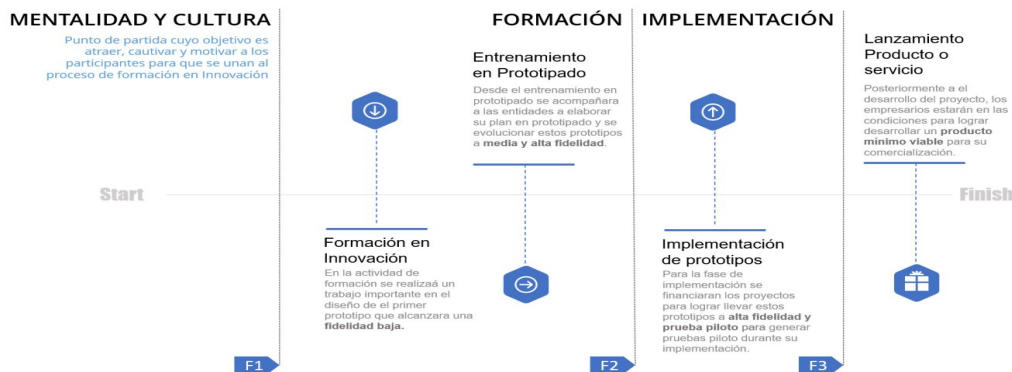 MENTALIDAD Y CULTURA
Punto de partida cuyo objetivo es
atraer, cautivar y motivar a los
participantes para que se unan al
proceso de formación en Innovación
FORMACIÓN
Entrenamiento
en Prototipado
Desde el entrenamiento en
prototipado se acompañara
a las entidades a elaborar
su plan en prototipado y se
evolucionar estos prototipos
a media y alta fidelidad.
IMPLEMENTACIÓN
Lanzamiento
Producto o
servicio
Posteriormente a el
desarrollo del proyecto, los
empresarios estarán en las
condiciones para lograr
desarrollar un producto
mínimo viable para su
comercialización.
Start
Finish
Formación en
Innovación
En la actividad de
formación se realizaá un
trabajo importante en el
diseño de el primer
prototipo que alcanzara una
fidelidad baja.
Implementación
de prototipos
Para la fase de
implementación se
financiaran los proyectos
para lograr llevar estos
prototipos a alta fidelidad y
prueba piloto para generar
pruebas piloto durante su
implementación.
F1
F2
F3